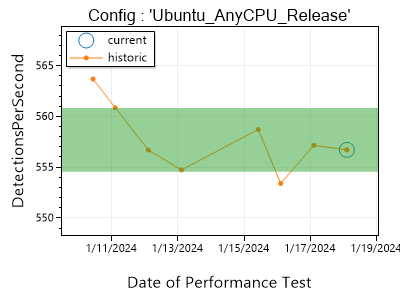 Config : 'Ubuntu_AnyCPU_Release'
current
historic
565
560
555
550
DetectionsPerSecond
1/11/2024
1/13/2024
1/15/2024
1/17/2024
1/19/2024
Date of Performance Test